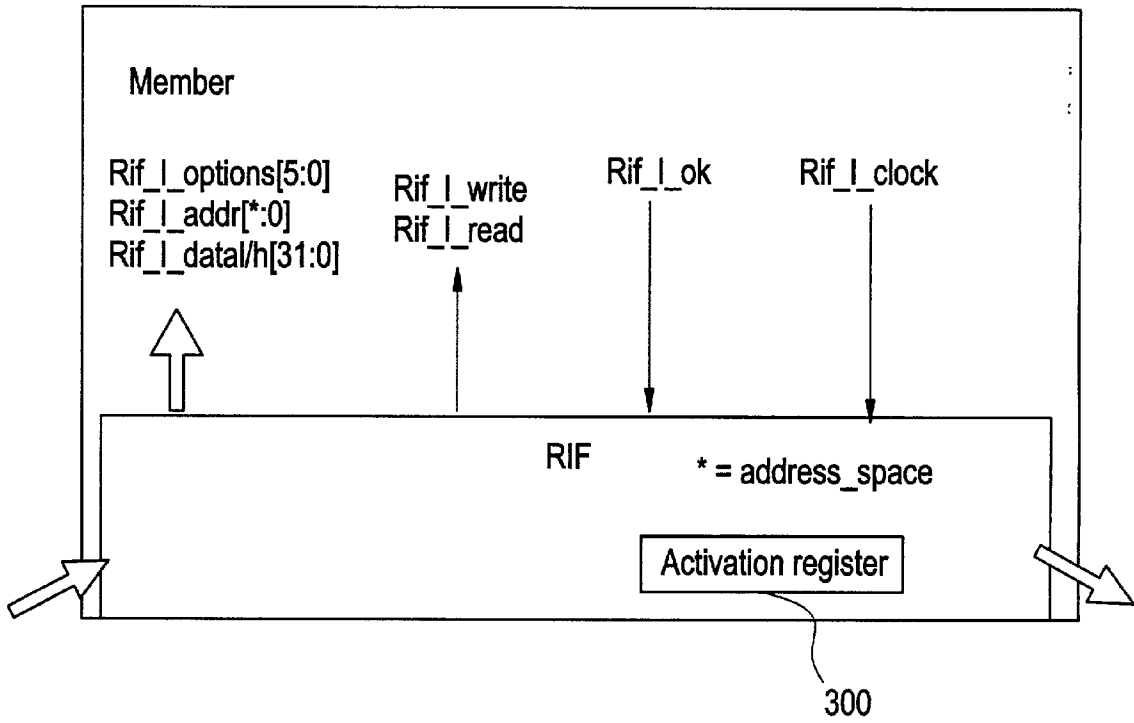 Member
Rif_I_options[5:0]
Rif_I_addr[*:0]
Rif_I_datal/h[31:0]
Rif_I_write
Rif_I_read
Rif_I_ok
Rif_I_clock
RIF
* = address_space
Activation register
300